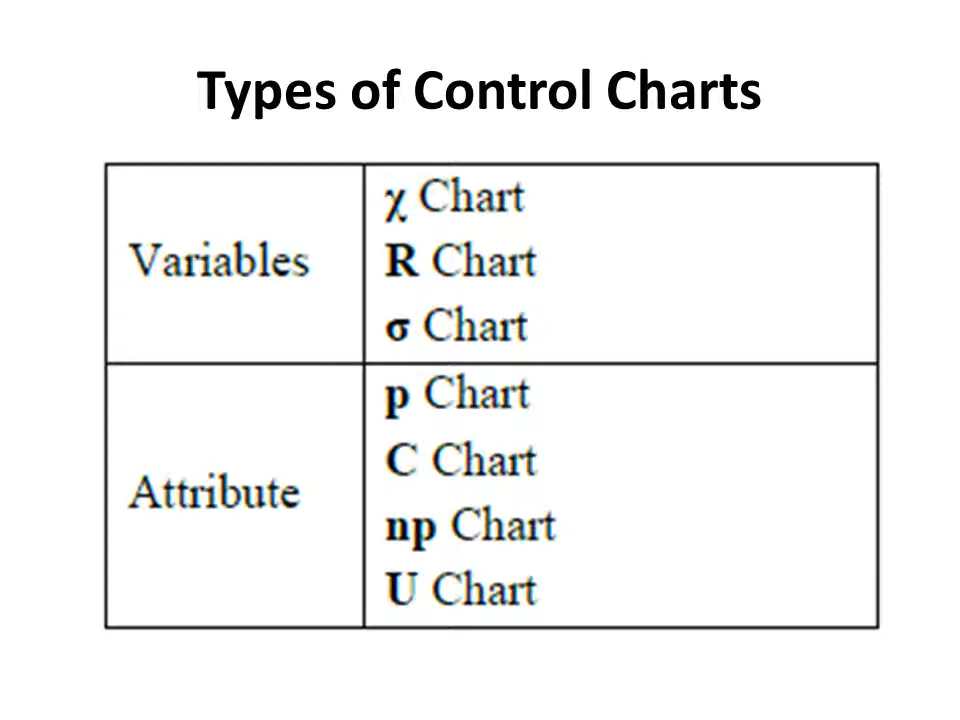 Types of Control Charts
Variables
χ Chart
R Chart
σ Chart
Attribute
p Chart
C Chart
np Chart
U Chart